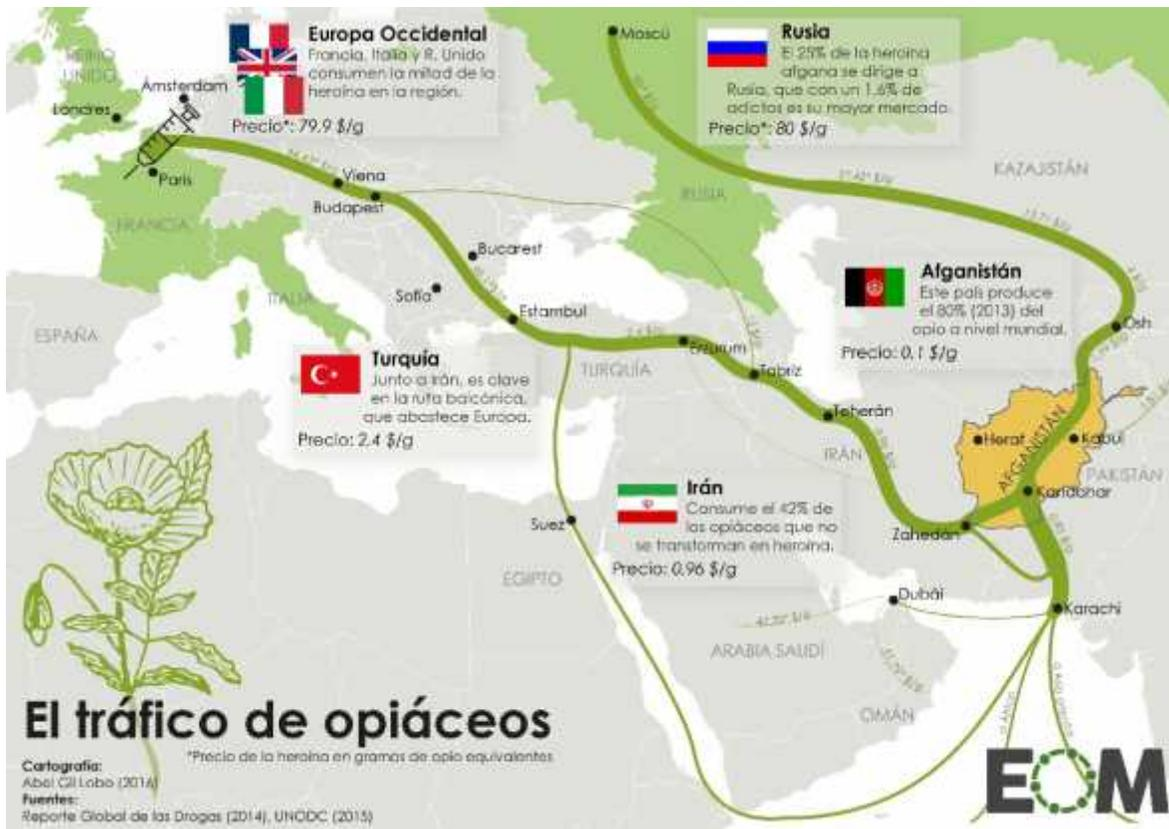 Europa Occidental
Francia, Italia y R. Unido
consumen la mitad de la
heroína en la región.
Precio*: 79.9 $/g
Rusia
El 25% de la heroína
afgana se dirige a
Rusia, que con un 1.6% de
adictos es su mayor mercado.
Precio*: 80 $/g
Moscú
REINO
UNIDO
Ámsterdam
Londres
París
FRANCIA
Viena
Budapest
Bucarest
Sofía
Estambul
ITALIA
ESPAÑA
RUSIA
KAZAJISTÁN
Afganistán
Este país produce
el 80% (2013) del
opio a nivel mundial.
Precio: 0,1 $/g
Osh
Turquía
Junto a Irán, es clave
en la ruta balcánica,
que abastece Europa.
Precio: 2.4 $/g
TURQUÍA
Erzurum
Tabriz
Teherán
IRÁN
Herat
AFGANISTÁN
Kabul
PAKISTÁN
Kandahar
Zahedán
Irán
Consume el 42% de
los opiáceos que no
se transforman en heroína.
Precio: 0.96 $/g
Suez
EGIPTO
Dubái
Karachi
ARABIA SAUDÍ
OMÁN
El tráfico de opiáceos
*Precio de la heroína en gramos de opio equivalentes
Cartografía:
Abel Gil Lobo (2016)
Fuentes:
Reporte Global de las Drogas (2014), UNODC (2015)
EOM